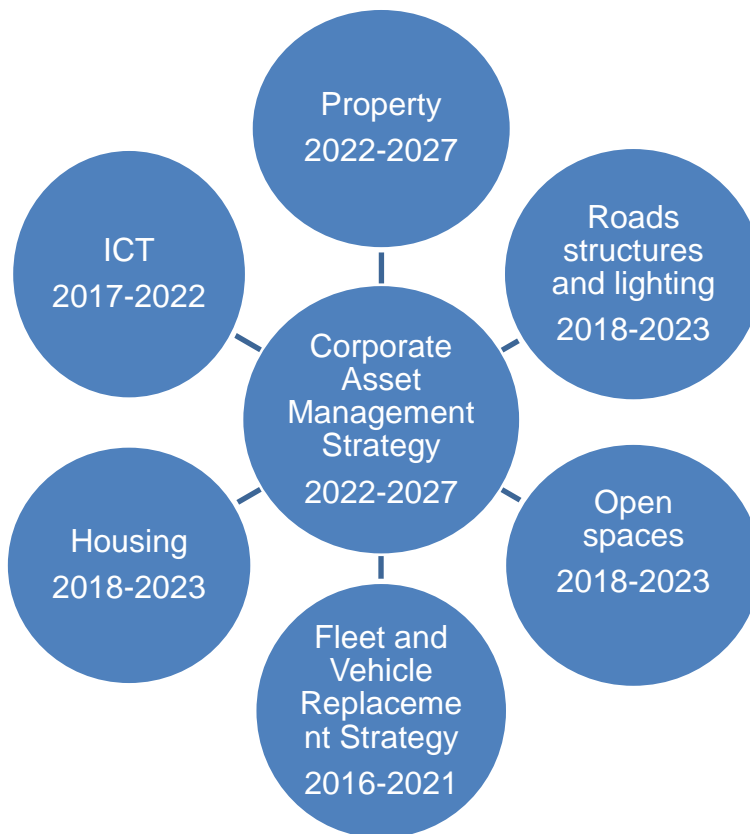 Property
2022-2027
ICT
2017-2022
Roads
structures
and lighting
2018-2023
Corporate
Asset
Management
Strategy
2022-2027
Housing
2018-2023
Open
spaces
2018-2023
Fleet and
Vehicle
Replaceme
nt Strategy
2016-2021